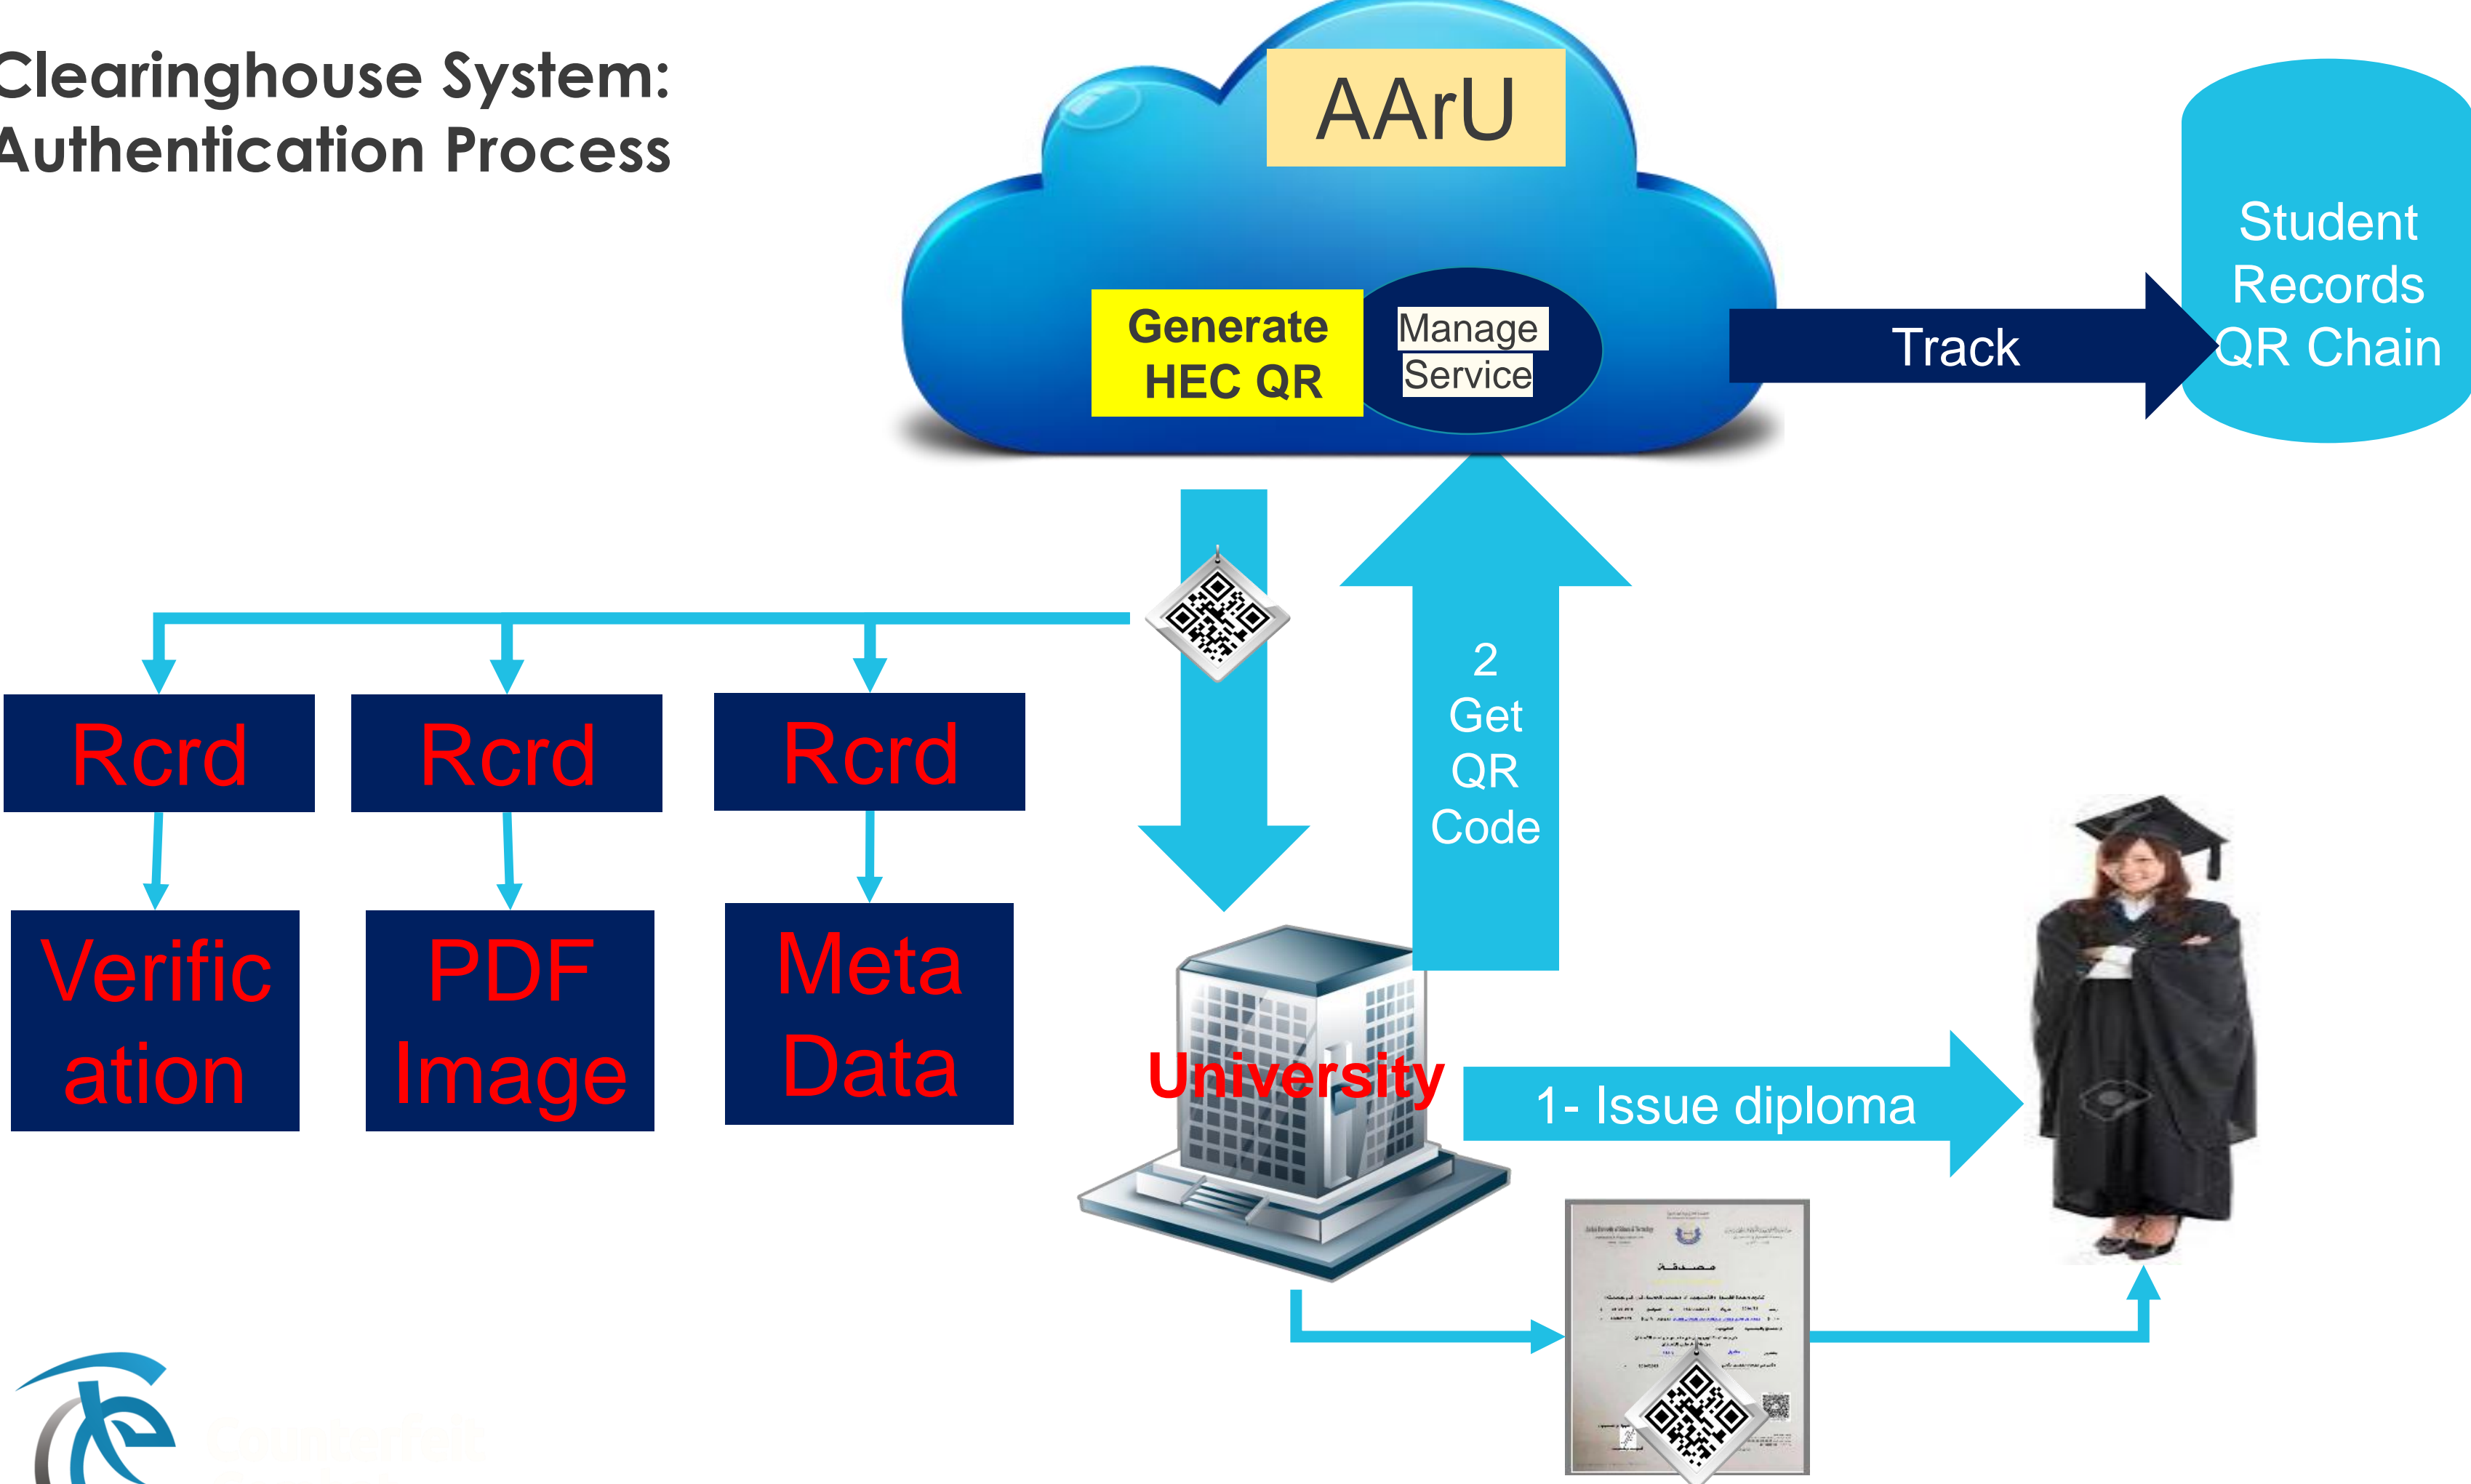 Clearinghouse System:
Authentication Process
AArU
Generate
HEC QR
Manage
Service
Track
Student
Records
QR Chain
2
Get
QR
Code
Rcrd
Rcrd
Rcrd
Verific
ation
PDF
Image
Meta
Data
University
1- Issue diploma
مصدقة